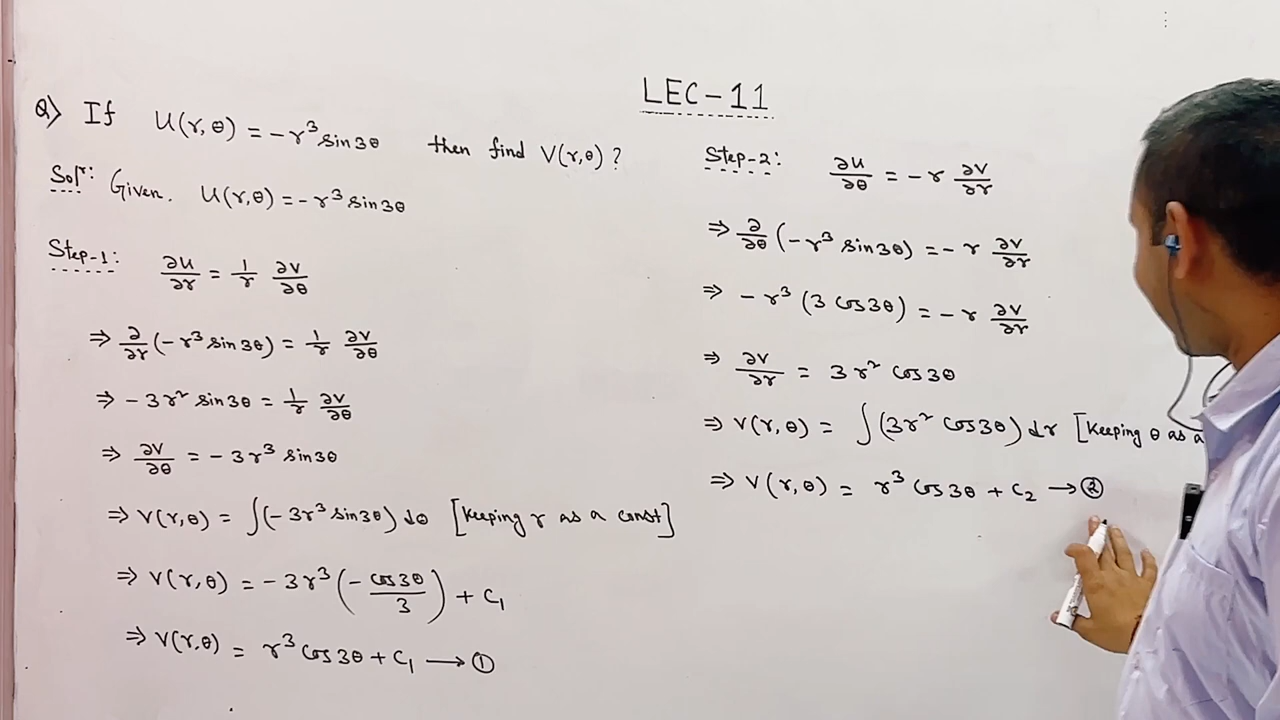 LEC-11
Q) If U(r,θ) = -r³ sin3θ then find V(r,θ)?
Solⁿ: Given. U(r,θ) = -r³ sin3θ
Step-1: ∂U/∂r = 1/r ∂V/∂θ
⇒ ∂/∂r (-r³ sin3θ) = 1/r ∂V/∂θ
⇒ -3r² sin3θ = 1/r ∂V/∂θ
⇒ ∂V/∂θ = -3r³ sin3θ
⇒ V(r,θ) = ∫(-3r³ sin3θ) dθ [keeping r as a const]
⇒ V(r,θ) = -3r³ (-cos3θ/3) + C₁
⇒ V(r,θ) = r³ cos3θ + C₁ → ①
Step-2: ∂U/∂θ = -r ∂V/∂r
⇒ ∂/∂θ (-r³ sin3θ) = -r ∂V/∂r
⇒ -r³ (3 cos3θ) = -r ∂V/∂r
⇒ ∂V/∂r = 3r² cos3θ
⇒ V(r,θ) = ∫(3r² cos3θ) dr [keeping θ as a
⇒ V(r,θ) = r³ cos3θ + C₂ → ②